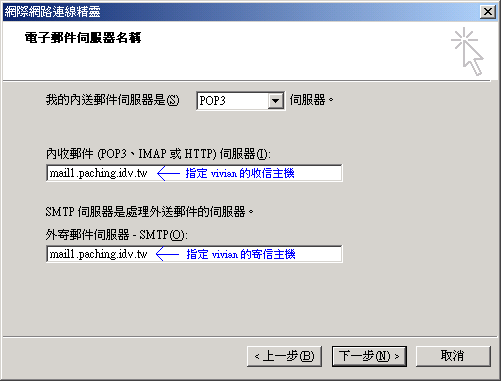 網際網路連線精靈
電子郵件伺服器名稱
我的內送郵件伺服器是(S) POP3 伺服器。
內收郵件 (POP3、IMAP 或 HTTP) 伺服器(I):
mail1.paching.idv.tw 指定 vivian 的收信主機
SMTP 伺服器是處理外送郵件的伺服器。
外寄郵件伺服器 - SMTP(O):
mail1.paching.idv.tw 指定 vivian 的寄信主機
< 上一步(B) 下一步(N) > 取消